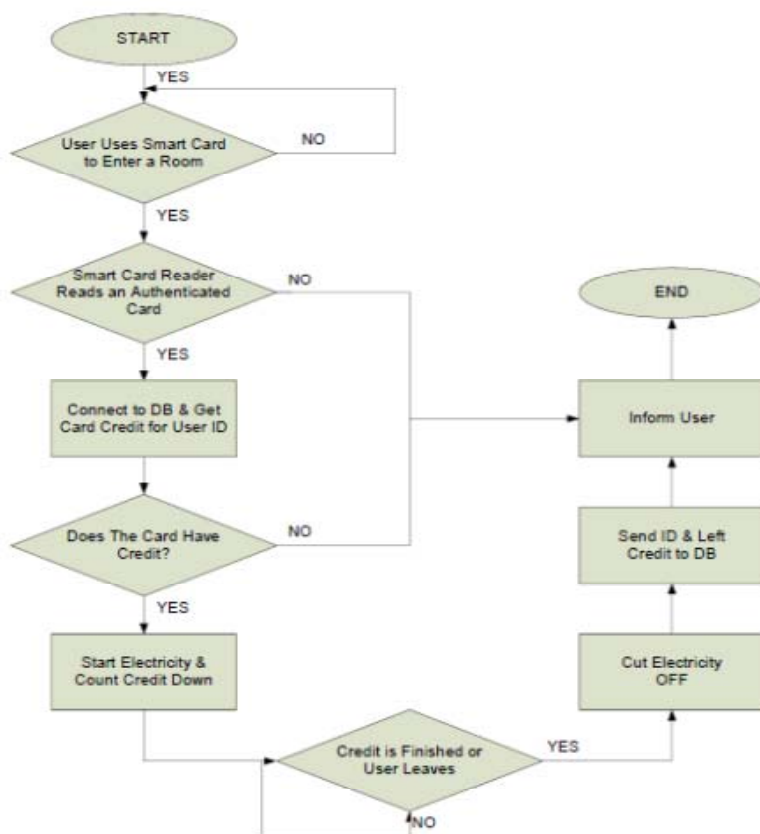 START
YES
User Uses Smart Card
to Enter a Room
NO
YES
Smart Card Reader
Reads an Authenticated
Card
NO
YES
Connect to DB & Get
Card Credit for User ID
Does The Card Have
Credit?
NO
YES
Start Electricity &
Count Credit Down
Credit is Finished or
User Leaves
YES
NO
Cut Electricity
OFF
Send ID & Left
Credit to DB
Inform User
END